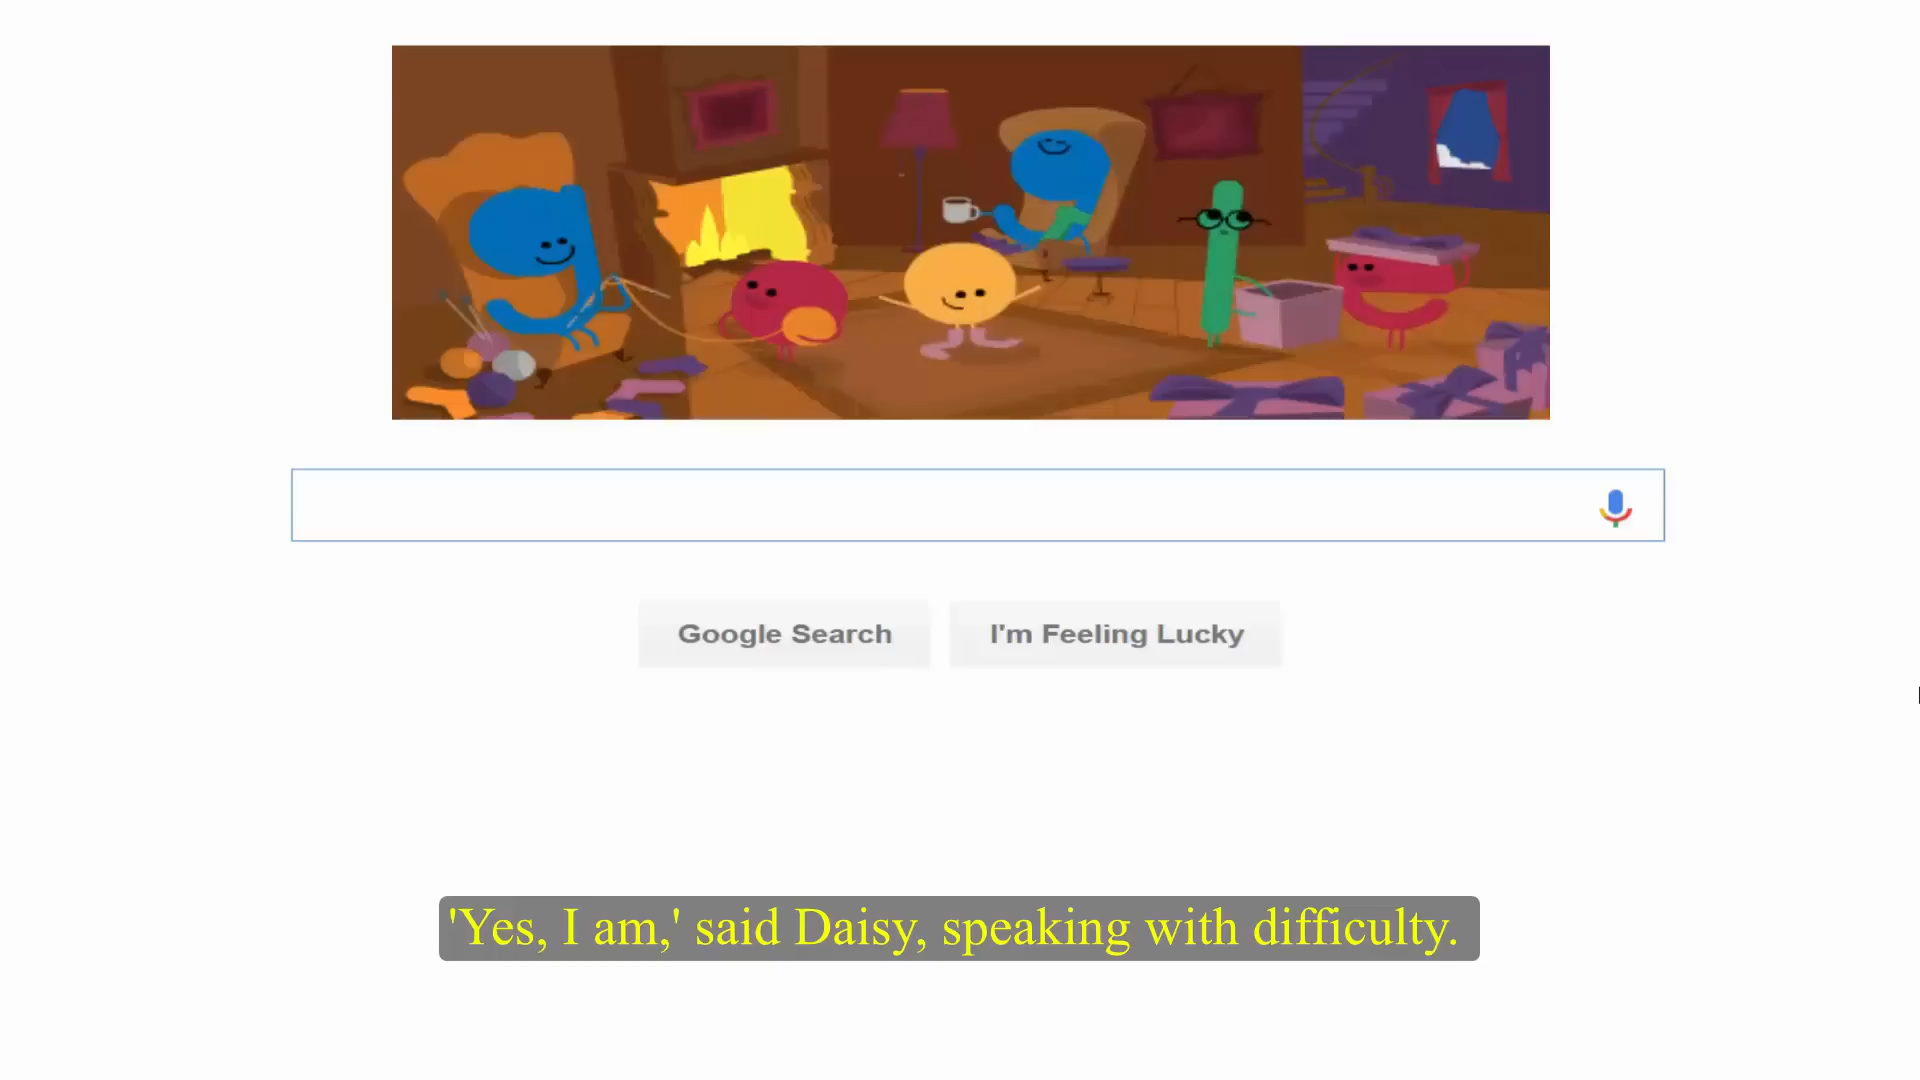 Google Search
I'm Feeling Lucky
'Yes, I am,' said Daisy, speaking with difficulty.